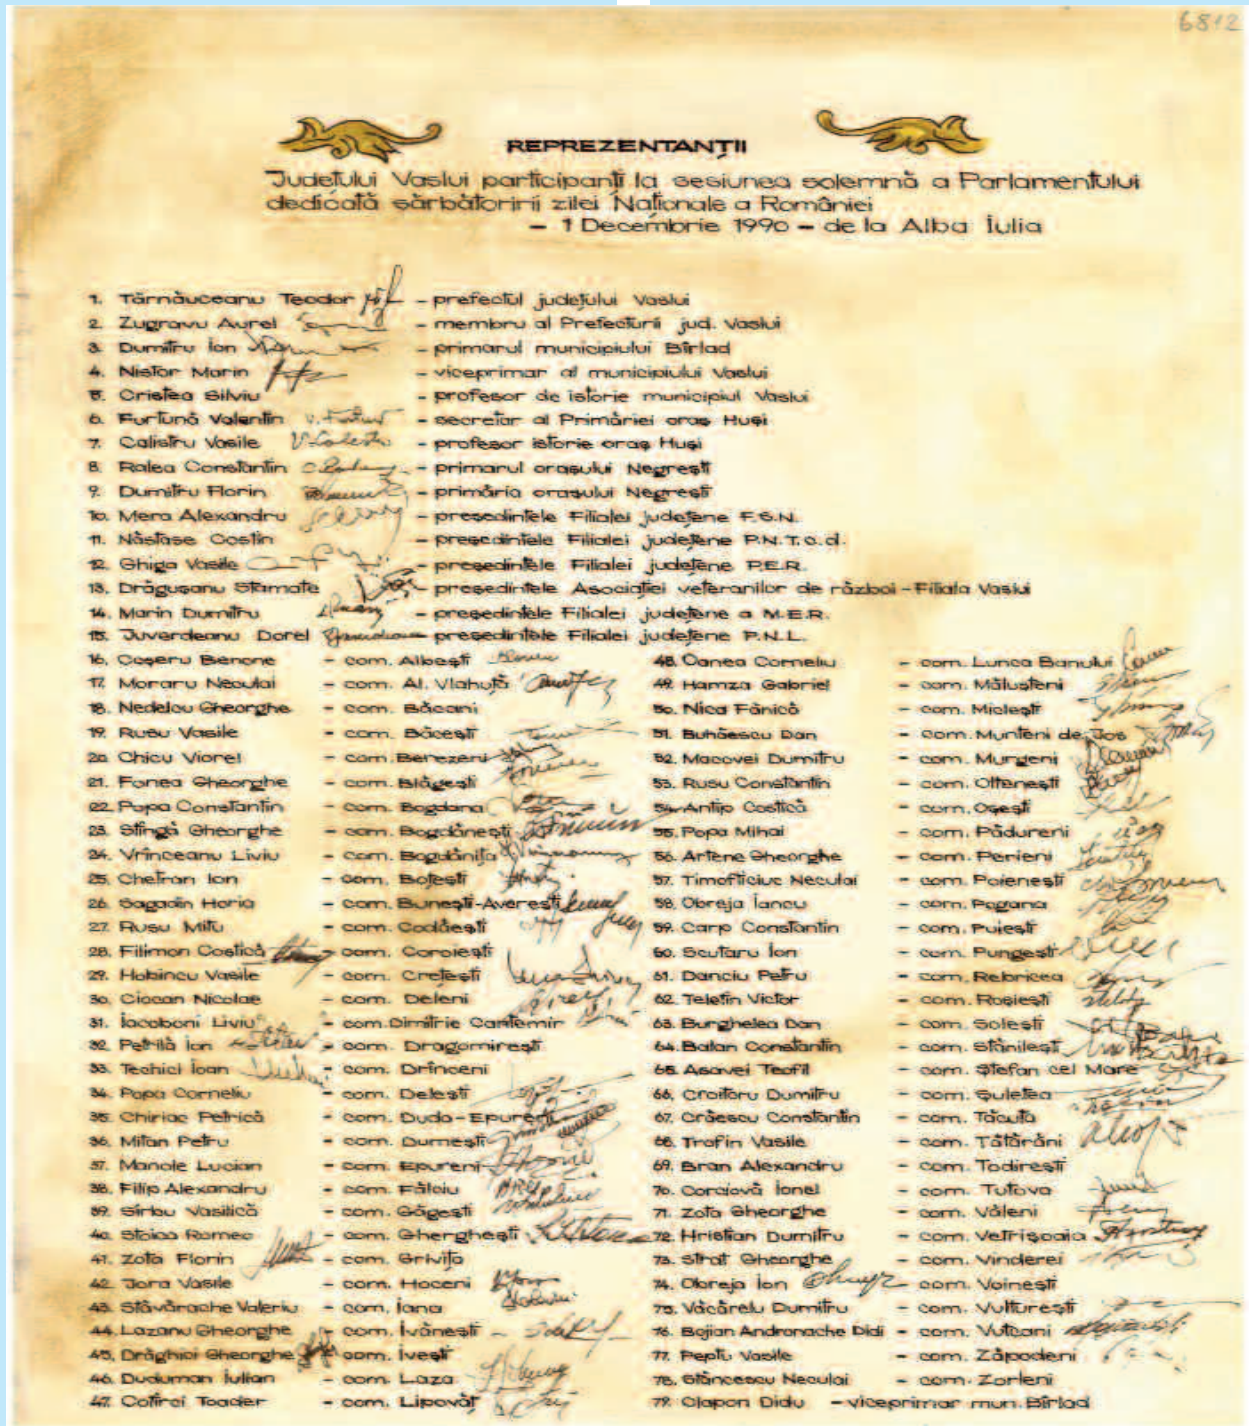 6812
REPREZENTANȚII
Județului Vaslui participanți la sesiunea solemnă a Parlamentului
dedicată sărbătoririi zilei Naționale a României
– 1 Decembrie 1990 – de la Alba Iulia
1. Tărnăuceanu Teodor – prefectul județului Vaslui
2. Zugravu Aurel – membru al Prefecturii jud. Vaslui
3. Dumitru Ion – primarul municipiului Bîrlad
4. Nistor Marin – viceprimar al municipiului Vaslui
5. Cristea Silviu – profesor de istorie municipiul Vaslui
6. Furtună Valentin – secretar al Primăriei oraș Huși
7. Calistru Vasile – profesor istorie oraș Huși
8. Ralea Constantin – primarul orașului Negrești
9. Dumitru Florin – primăria orașului Negrești
10. Mera Alexandru – președintele Filialei județene F.S.N.
11. Năstase Costin – președintele Filialei județene P.N.T.c.d.
12. Ghiga Vasile – președintele Filialei județene P.E.R.
13. Drăgușanu Stamate – președintele Asociației veteranilor de război – Filiala Vaslui
14. Marin Dumitru – președintele Filialei județene a M.E.R.
15. Juverdeanu Dorel – președintele Filialei județene P.N.L.
16. Coșeru Benone – com. Albești
17. Moraru Neculai – com. Al. Vlahuță
18. Nedelcu Gheorghe – com. Băcani
19. Rusu Vasile – com. Băcești
20. Chicu Viorel – com. Berezeni
21. Fonea Gheorghe – com. Blăgești
22. Popa Constantin – com. Bogdana
23. Stîngă Gheorghe – com. Bogdănești
24. Vrînceanu Liviu – com. Bogdănița
25. Chetran Ion – com. Botești
26. Sagadin Horia – com. Bunești-Averești
27. Rusu Mitu – com. Codăești
28. Filimon Costică – com. Coroiești
29. Hobincu Vasile – com. Crețești
30. Ciocan Nicolae – com. Deleni
31. Iacoboni Liviu – com. Dimitrie Cantemir
32. Petrilă Ion – com. Dragomirești
33. Techici Ioan – com. Drînceni
34. Popa Corneliu – com. Delești
35. Chiriac Petrică – com. Duda-Epureni
36. Mitan Petru – com. Dumești
37. Manole Lucian – com. Epureni
38. Filip Alexandru – com. Fălciu
39. Sîrbu Vasilică – com. Găgești
40. Stoica Romeo – com. Gherghești
41. Zota Florin – com. Grivița
42. Jora Vasile – com. Hoceni
43. Stăvărache Valeriu – com. Iana
44. Lazanu Gheorghe – com. Ivănești
45. Drăghici Gheorghe – com. Ivești
46. Duduman Iulian – com. Laza
47. Cotirci Toader – com. Lipovăț
48. Oanea Corneliu – com. Lunca Banului
49. Hamza Gabriel – com. Mălușteni
50. Nica Fănică – com. Miclești
51. Buhăescu Dan – com. Munteni de Jos
52. Macovei Dumitru – com. Murgeni
53. Rusu Constantin – com. Oltenești
54. Antip Costică – com. Osești
55. Popa Mihai – com. Pădureni
56. Artene Gheorghe – com. Perieni
57. Timofticiuc Neculai – com. Poienești
58. Obreja Iancu – com. Pogana
59. Carp Constantin – com. Puiești
60. Scutaru Ion – com. Pungești
61. Danciu Petru – com. Rebricea
62. Teletin Victor – com. Roșiești
63. Burghelea Dan – com. Solești
64. Balan Constantin – com. Stănilești
65. Asavei Teofil – com. Ștefan cel Mare
66. Croitoru Dumitru – com. Șuletea
67. Crăescu Constantin – com. Tăcuta
68. Trofin Vasile – com. Tătărăni
69. Bran Alexandru – com. Todirești
70. Corciovă Ionel – com. Tutova
71. Zota Gheorghe – com. Văleni
72. Hristian Dumitru – com. Vetrișoaia
73. Strat Gheorghe – com. Vinderei
74. Obreja Ion – com. Voinești
75. Văcărelu Dumitru – com. Vulturești
76. Bojian Andronache Didi – com. Vutcani
77. Peptu Vasile – com. Zăpodeni
78. Stăncescu Neculai – com. Zorleni
79. Clapon Didu – viceprimar mun. Bîrlad